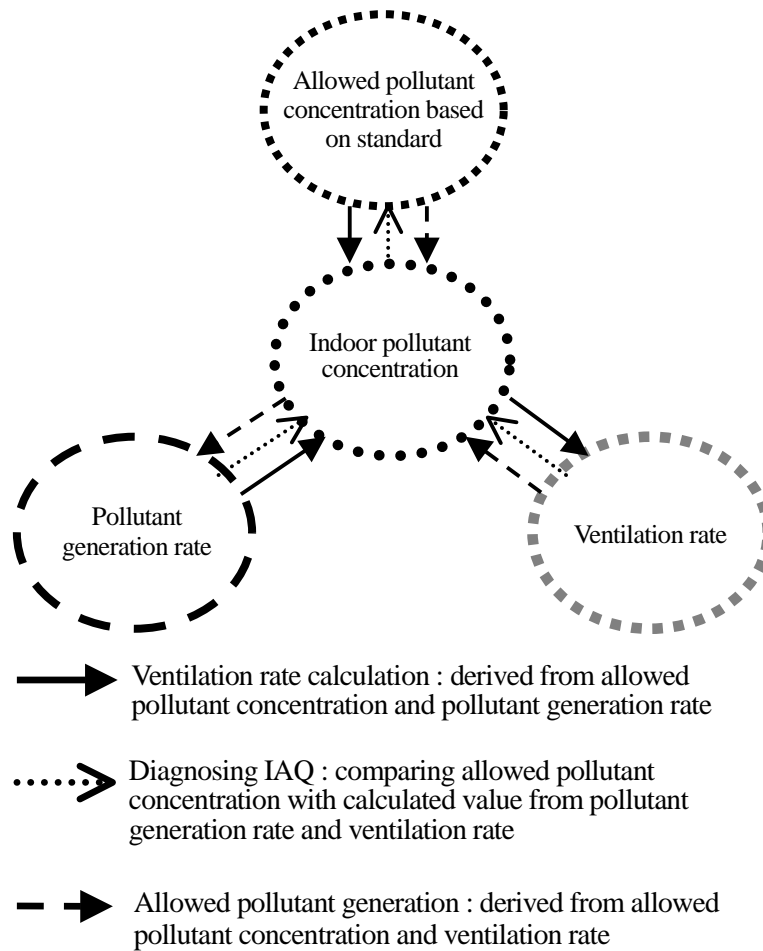 Allowed pollutant
concentration based
on standard
Indoor pollutant
concentration
Pollutant
generation rate
Ventilation rate
Ventilation rate calculation : derived from allowed
pollutant concentration and pollutant generation rate
Diagnosing IAQ : comparing allowed pollutant
concentration with calculated value from pollutant
generation rate and ventilation rate
Allowed pollutant generation : derived from allowed
pollutant concentration and ventilation rate